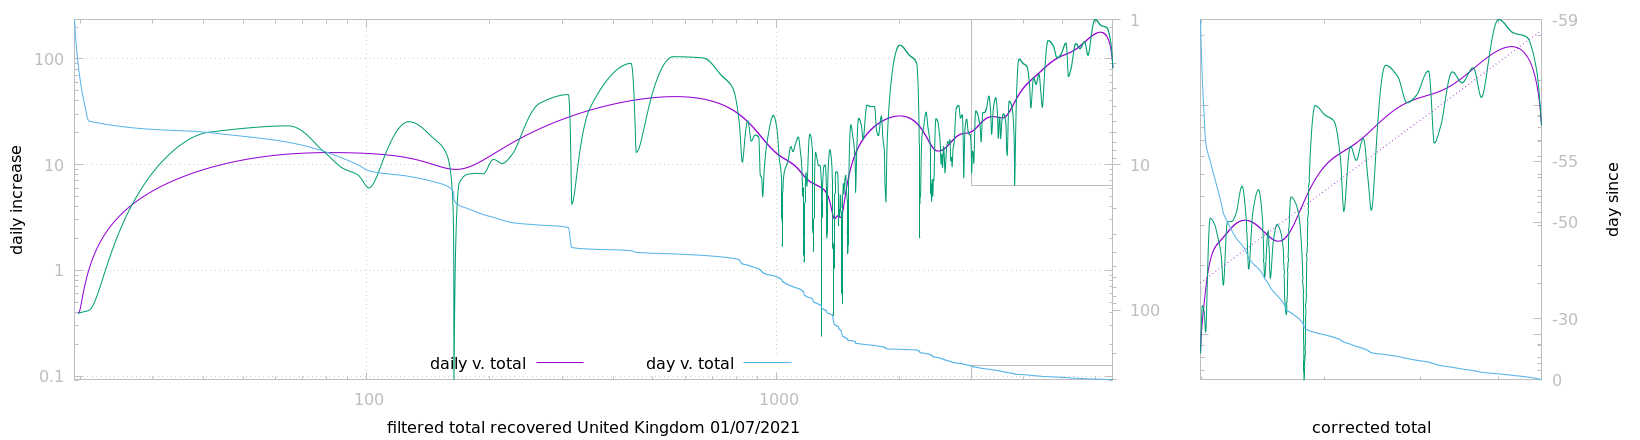 1
-59
100
10
-55
daily increase
10
-50
day since
1
100
-30
daily v. total
day v. total
0.1
0
100
1000
filtered total recovered United Kingdom 01/07/2021
corrected total